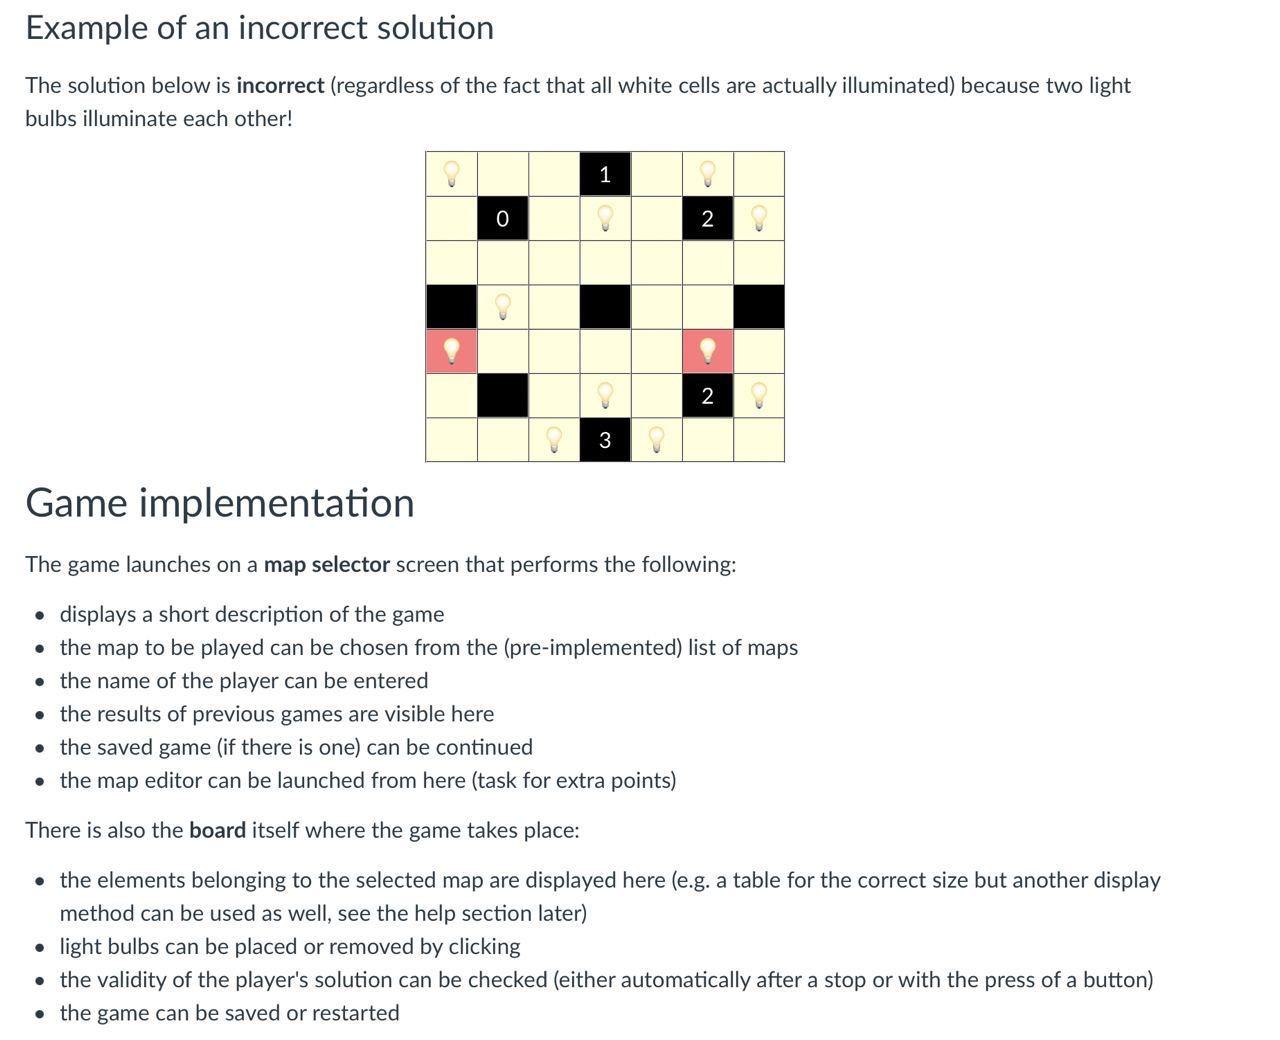 Example of an incorrect solution
The solution below is incorrect (regardless of the fact that all white cells are actually illuminated) because two light
bulbs illuminate each other!
1
0 2
2
3
Game implementation
The game launches on a map selector screen that performs the following:
• displays a short description of the game
• the map to be played can be chosen from the (pre-implemented) list of maps
• the name of the player can be entered
• the results of previous games are visible here
• the saved game (if there is one) can be continued
• the map editor can be launched from here (task for extra points)
There is also the board itself where the game takes place:
• the elements belonging to the selected map are displayed here (e.g. a table for the correct size but another display
method can be used as well, see the help section later)
• light bulbs can be placed or removed by clicking
• the validity of the player's solution can be checked (either automatically after a stop or with the press of a button)
• the game can be saved or restarted